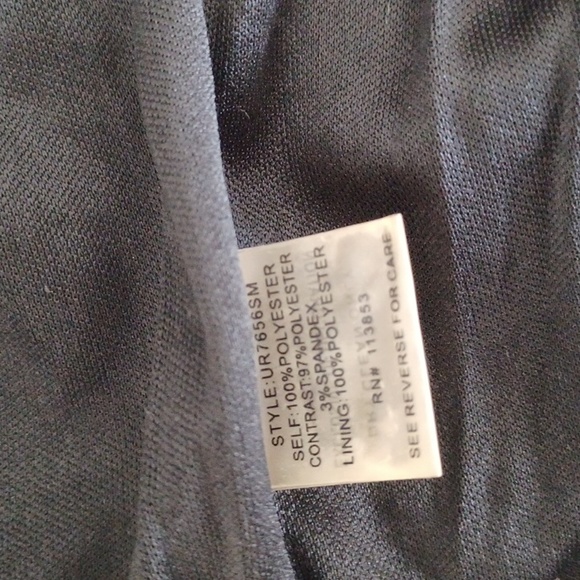 STYLE:UR7656SM
SELF:100%POLYESTER
CONTRAST:97%POLYESTER
3%SPANDEX
LINING:100%POLYESTER
RN# 113853
SEE REVERSE FOR CARE